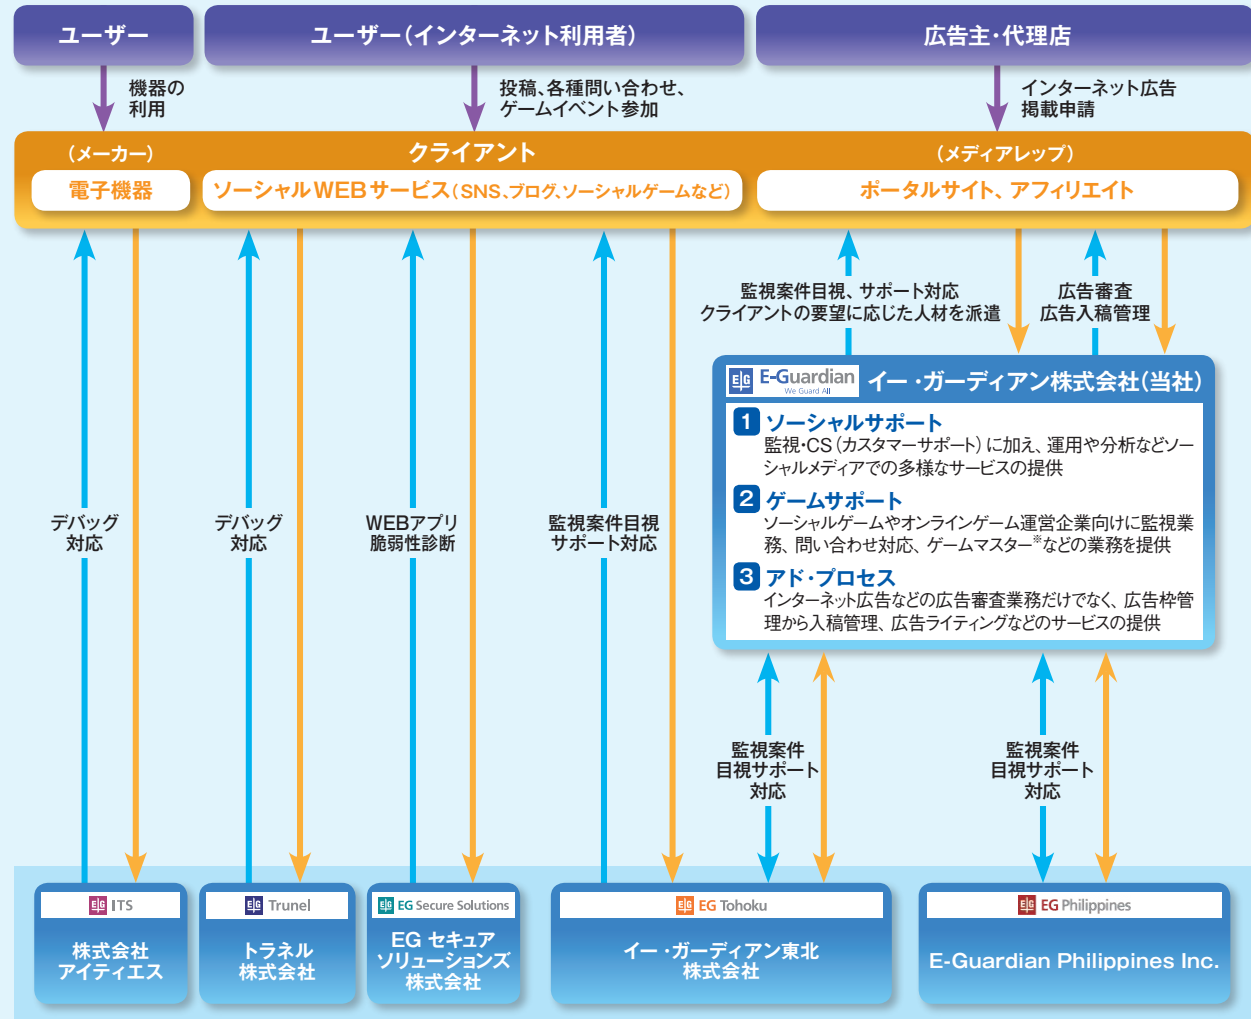 ユーザー
ユーザー（インターネット利用者）
広告主・代理店
機器の
利用
投稿、各種問い合わせ、
ゲームイベント参加
インターネット広告
掲載申請
（メーカー）
クライアント
（メディアレップ）
電子機器
ソーシャルWEBサービス（SNS、ブログ、ソーシャルゲームなど）
ポータルサイト、アフィリエイト
監視案件目視、サポート対応
クライアントの要望に応じた人材を派遣
広告審査
広告入稿管理
EG E-Guardian
We Guard All
イー・ガーディアン株式会社（当社）
1 ソーシャルサポート
監視・CS（カスタマーサポート）に加え、運用や分析などソー
シャルメディアでの多様なサービスの提供
2 ゲームサポート
ソーシャルゲームやオンラインゲーム運営企業向けに監視業
務、問い合わせ対応、ゲームマスター※などの業務を提供
3 アド・プロセス
インターネット広告などの広告審査業務だけでなく、広告枠管
理から入稿管理、広告ライティングなどのサービスの提供
デバッグ
対応
デバッグ
対応
WEBアプリ
脆弱性診断
監視案件目視
サポート対応
監視案件
目視サポート
対応
監視案件
目視サポート
対応
EG ITS
株式会社
アイティエス
EG Trunel
トラネル
株式会社
EG EG Secure Solutions
EG セキュア
ソリューションズ
株式会社
EG EG Tohoku
イー・ガーディアン東北
株式会社
EG EG Philippines
E-Guardian Philippines Inc.